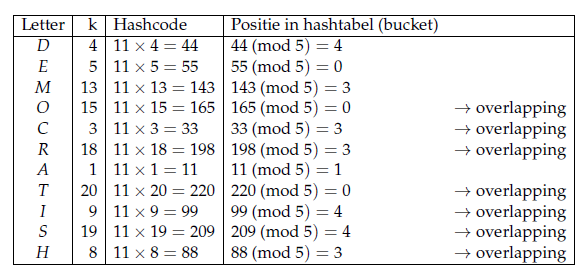 Letter k Hashcode Positie in hashtabel (bucket)
D 4 11 × 4 = 44 44 (mod 5) = 4
E 5 11 × 5 = 55 55 (mod 5) = 0
M 13 11 × 13 = 143 143 (mod 5) = 3
O 15 11 × 15 = 165 165 (mod 5) = 0 → overlapping
C 3 11 × 3 = 33 33 (mod 5) = 3 → overlapping
R 18 11 × 18 = 198 198 (mod 5) = 3 → overlapping
A 1 11 × 1 = 11 11 (mod 5) = 1
T 20 11 × 20 = 220 220 (mod 5) = 0 → overlapping
I 9 11 × 9 = 99 99 (mod 5) = 4 → overlapping
S 19 11 × 19 = 209 209 (mod 5) = 4 → overlapping
H 8 11 × 8 = 88 88 (mod 5) = 3 → overlapping